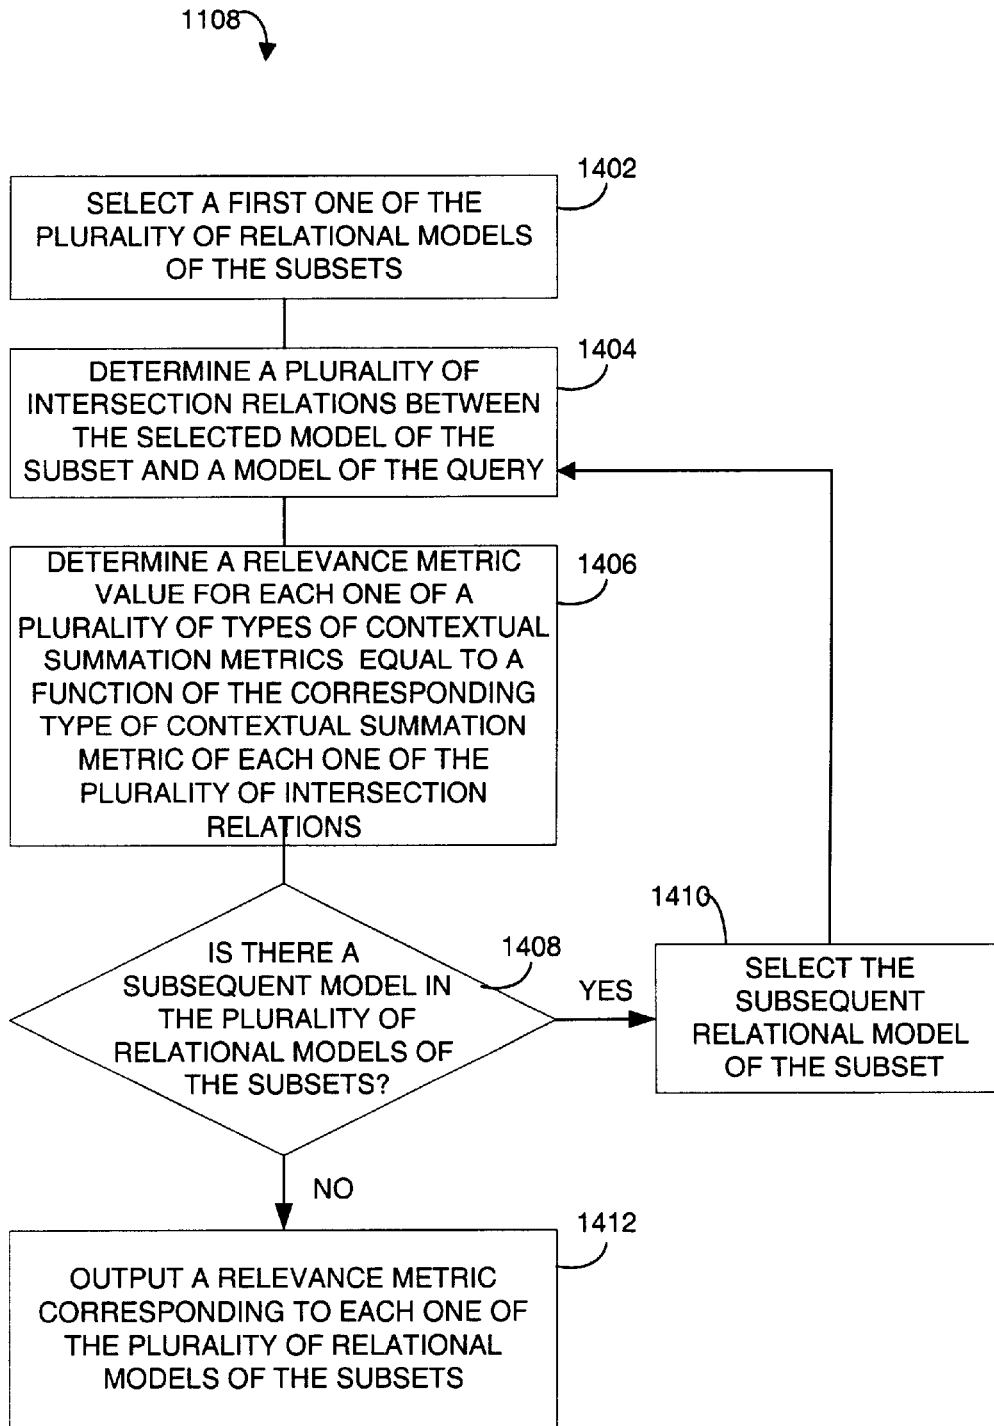 1108
1402
SELECT A FIRST ONE OF THE
PLURALITY OF RELATIONAL MODELS
OF THE SUBSETS
1404
DETERMINE A PLURALITY OF
INTERSECTION RELATIONS BETWEEN
THE SELECTED MODEL OF THE
SUBSET AND A MODEL OF THE QUERY
1406
DETERMINE A RELEVANCE METRIC
VALUE FOR EACH ONE OF A
PLURALITY OF TYPES OF CONTEXTUAL
SUMMATION METRICS EQUAL TO A
FUNCTION OF THE CORRESPONDING
TYPE OF CONTEXTUAL SUMMATION
METRIC OF EACH ONE OF THE
PLURALITY OF INTERSECTION
RELATIONS
1408
IS THERE A
SUBSEQUENT MODEL IN
THE PLURALITY OF
RELATIONAL MODELS OF
THE SUBSETS?
YES
1410
SELECT THE
SUBSEQUENT
RELATIONAL MODEL
OF THE SUBSET
NO
1412
OUTPUT A RELEVANCE METRIC
CORRESPONDING TO EACH ONE OF
THE PLURALITY OF RELATIONAL
MODELS OF THE SUBSETS